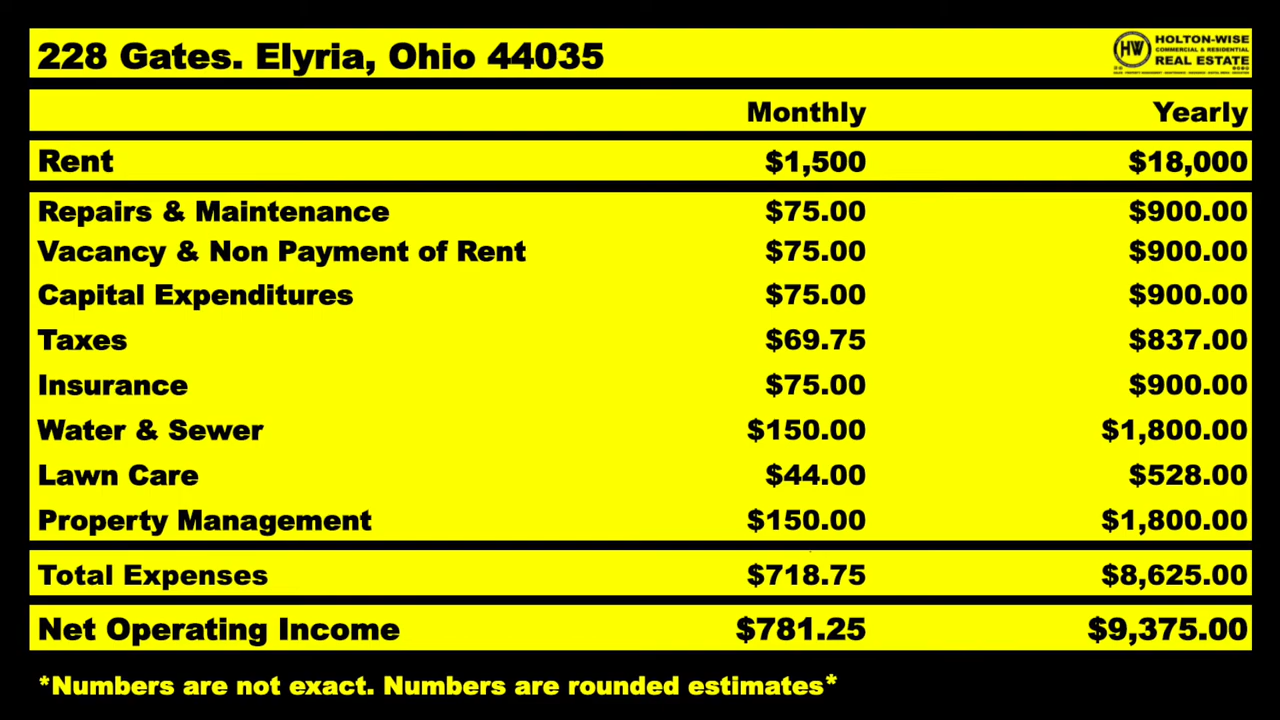 228 Gates. Elyria, Ohio 44035
HW
HOLTON-WISE
COMMERCIAL & RESIDENTIAL
REAL ESTATE
Monthly Yearly
Rent $1,500 $18,000
Repairs & Maintenance $75.00 $900.00
Vacancy & Non Payment of Rent $75.00 $900.00
Capital Expenditures $75.00 $900.00
Taxes $69.75 $837.00
Insurance $75.00 $900.00
Water & Sewer $150.00 $1,800.00
Lawn Care $44.00 $528.00
Property Management $150.00 $1,800.00
Total Expenses $718.75 $8,625.00
Net Operating Income $781.25 $9,375.00
*Numbers are not exact. Numbers are rounded estimates*